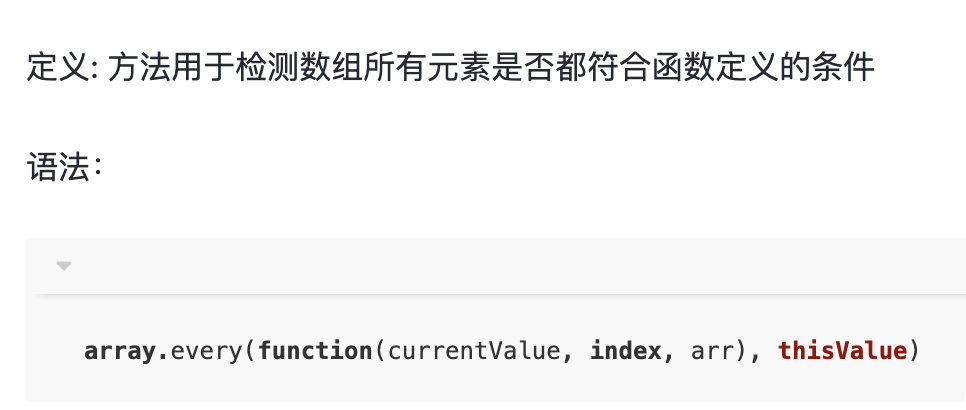 定义: 方法用于检测数组所有元素是否都符合函数定义的条件
语法：
array.every(function(currentValue, index, arr), thisValue)